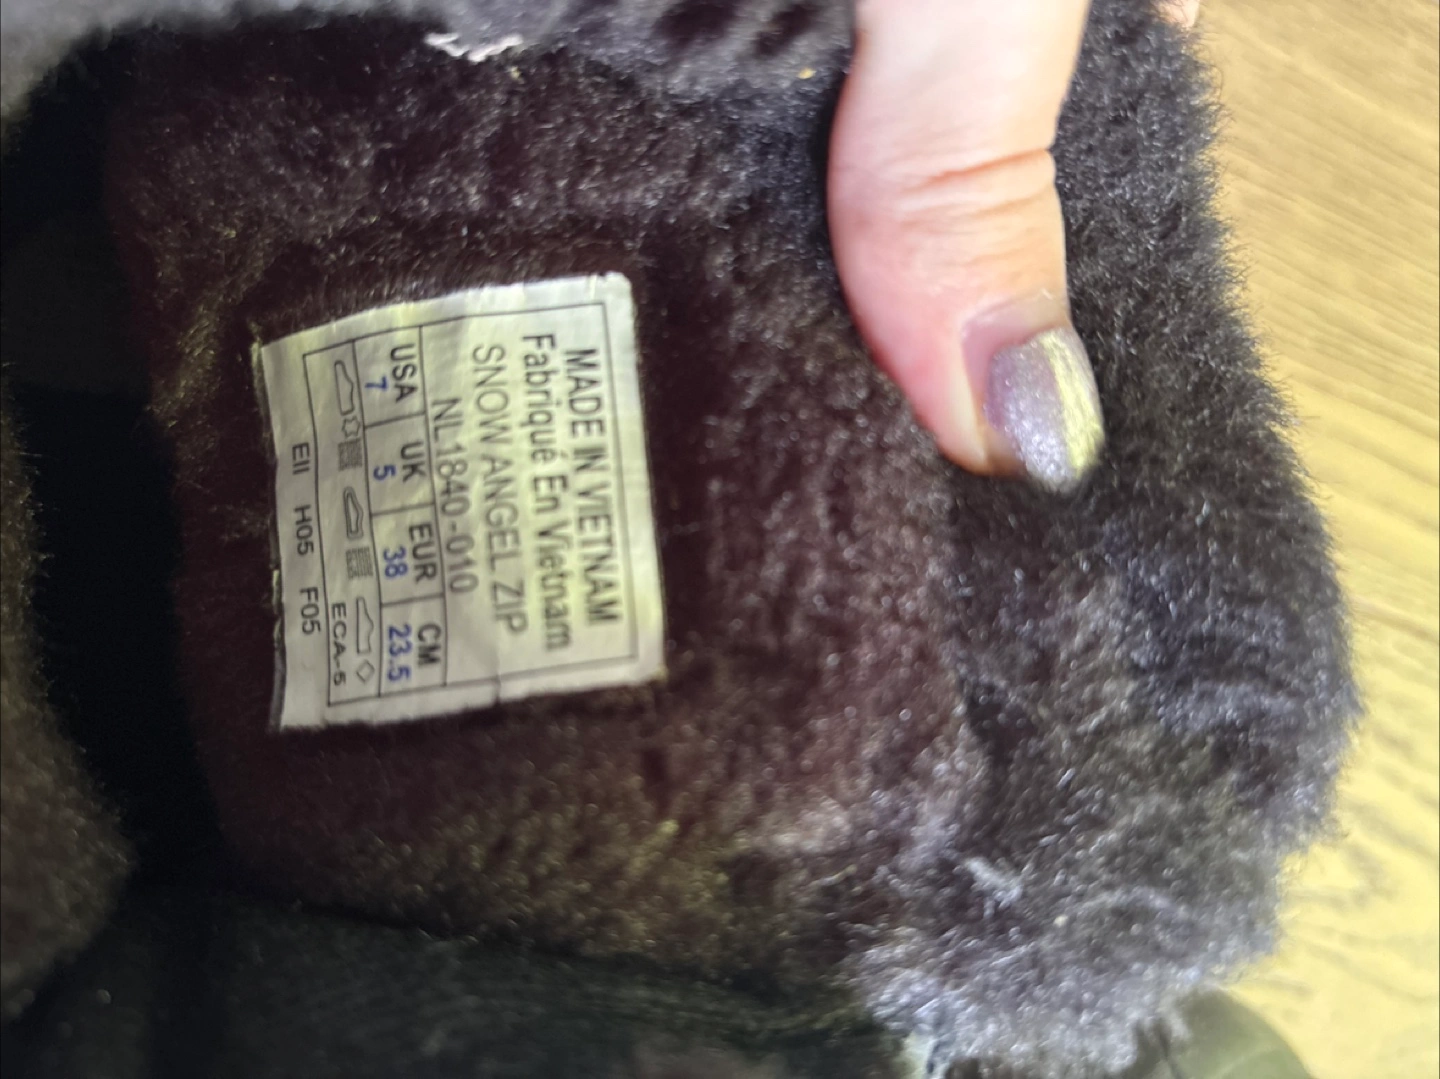 MADE IN VIETNAM
Fabriqué En Vietnam
SNOW ANGEL ZIP
NL1840-010
USA UK EUR CM
7 5 38 23.5
ECA-5
EII H05 F05